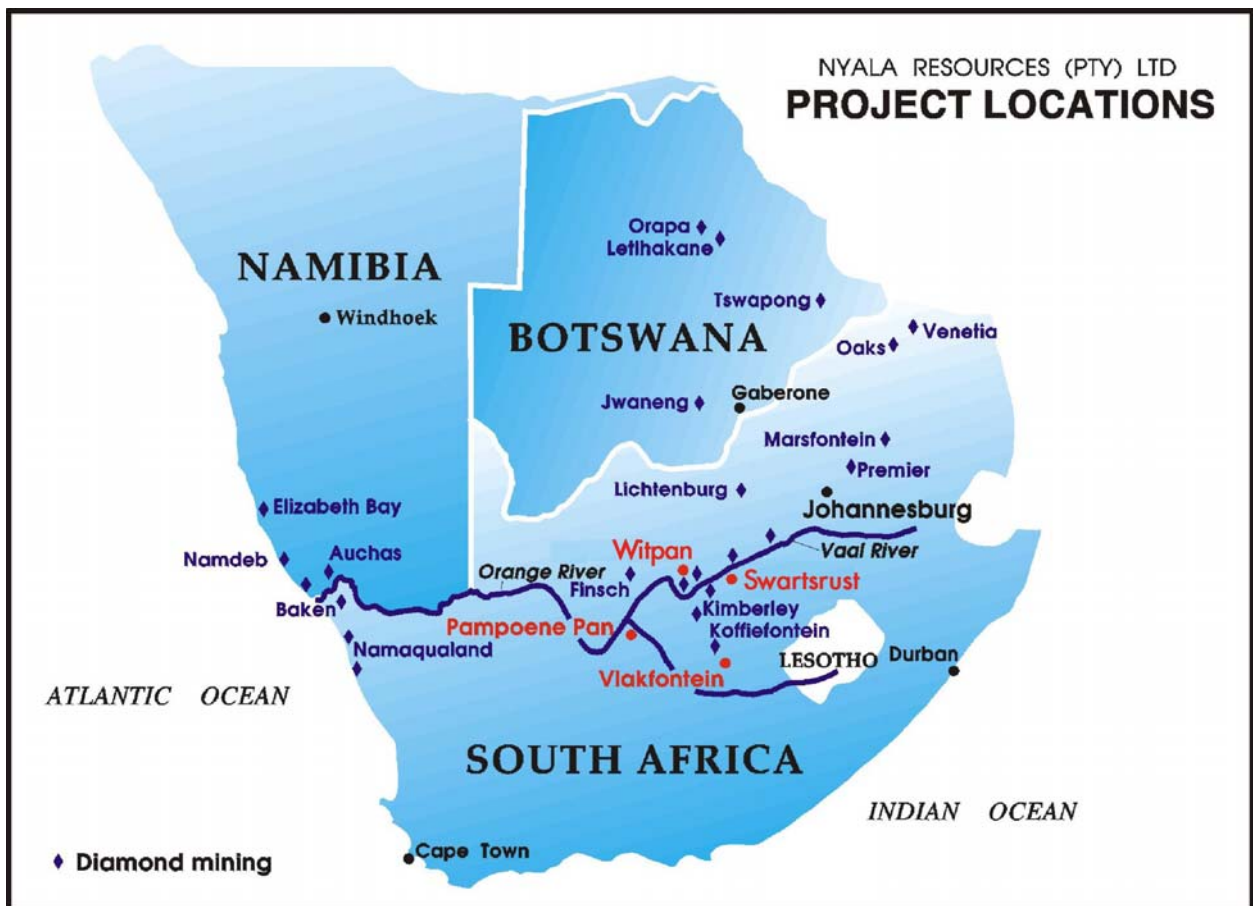 NYALA RESOURCES (PTY) LTD
PROJECT LOCATIONS
Orapa
Letlhakane
NAMIBIA
Tswapong
Windhoek
BOTSWANA
Venetia
Oaks
Gaberone
Jwaneng
Marsfontein
Premier
Lichtenburg
Johannesburg
Elizabeth Bay
Vaal River
Witpan
Namdeb
Auchas
Orange River
Swartsrust
Finsch
Baken
Kimberley
Pampoene Pan
Koffiefontein
Namaqualand
LESOTHO
Durban
Vlakfontein
ATLANTIC OCEAN
SOUTH AFRICA
INDIAN OCEAN
Cape Town
Diamond mining